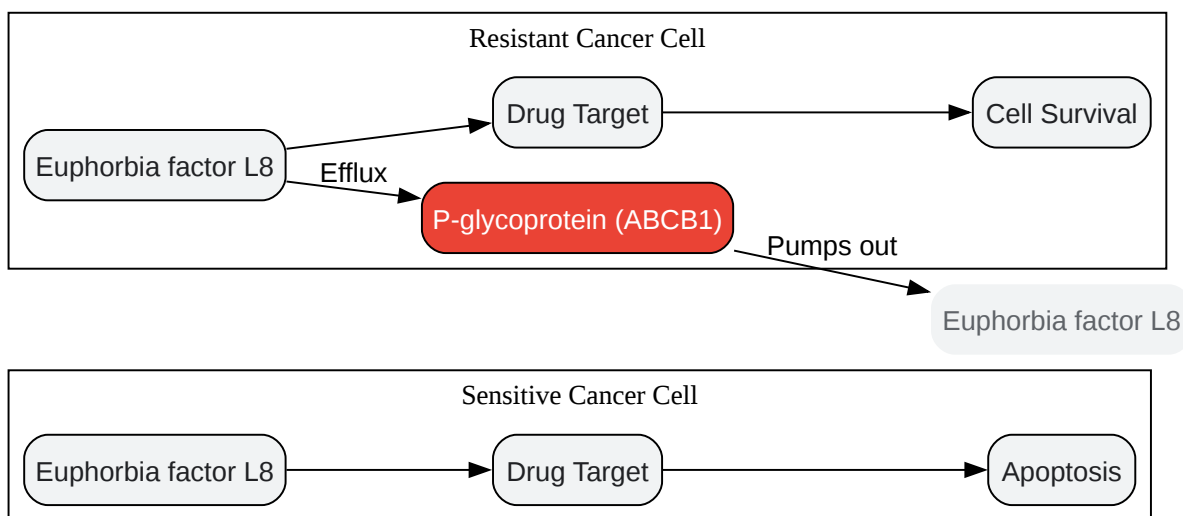 Resistant Cancer Cell
Drug Target
Cell Survival
Euphorbia factor L8
Efflux
P-glycoprotein (ABCB1)
Pumps out
Euphorbia factor L8
Sensitive Cancer Cell
Euphorbia factor L8
Drug Target
Apoptosis